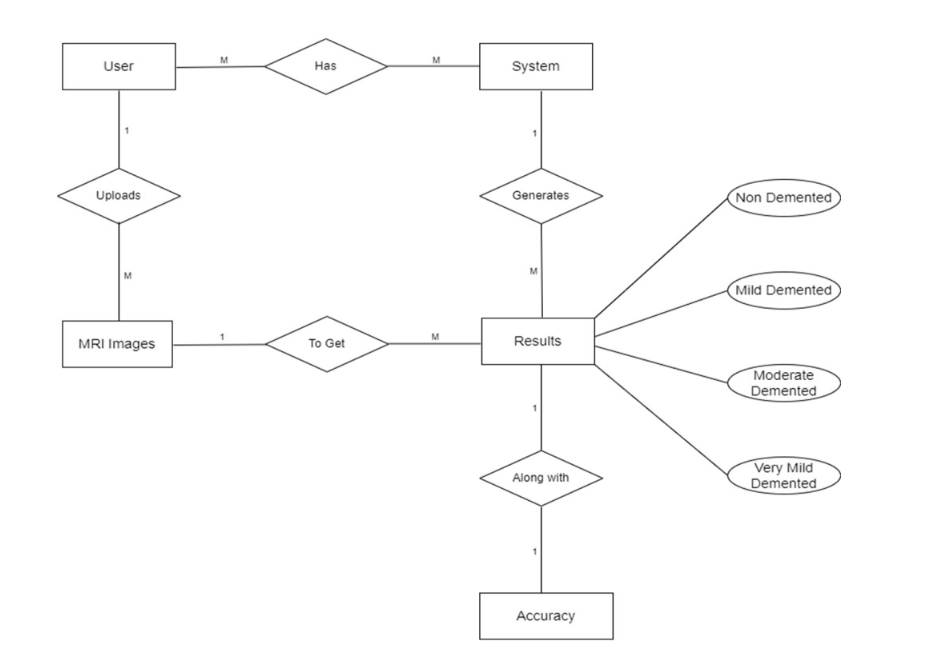 User
M
Has
M
System
1
1
Uploads
Generates
Non Demented
M
M
Mild Demented
MRI Images
1
To Get
M
Results
Moderate
Demented
1
Along with
Very Mild
Demented
1
Accuracy